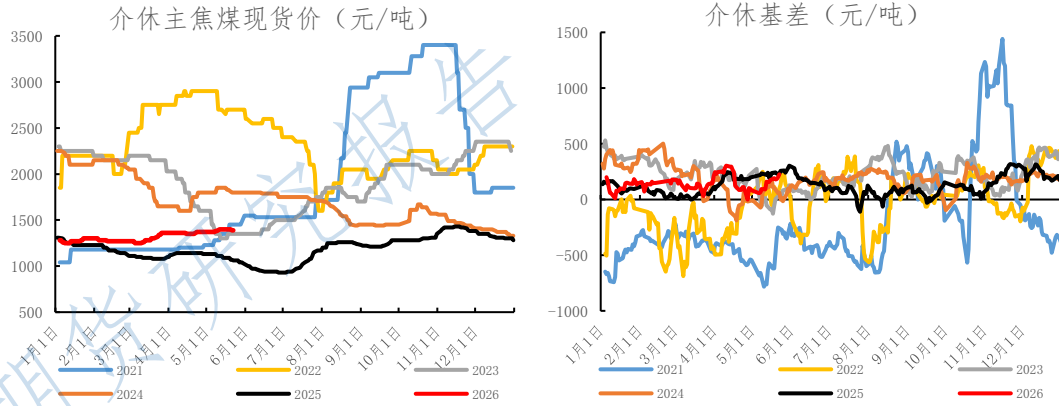 介休主焦煤现货价（元/吨）
3500
3000
2500
2000
1500
1000
500
1月1日
2月1日
3月1日
4月1日
5月1日
6月1日
7月1日
8月1日
9月1日
10月1日
11月1日
12月1日
2021
2022
2023
2024
2025
2026
介休基差（元/吨）
1500
1000
500
0
-500
-1000
1月1日
2月1日
3月1日
4月1日
5月1日
6月1日
7月1日
8月1日
9月1日
10月1日
11月1日
12月1日
2021
2022
2023
2024
2025
2026
期货研究报告